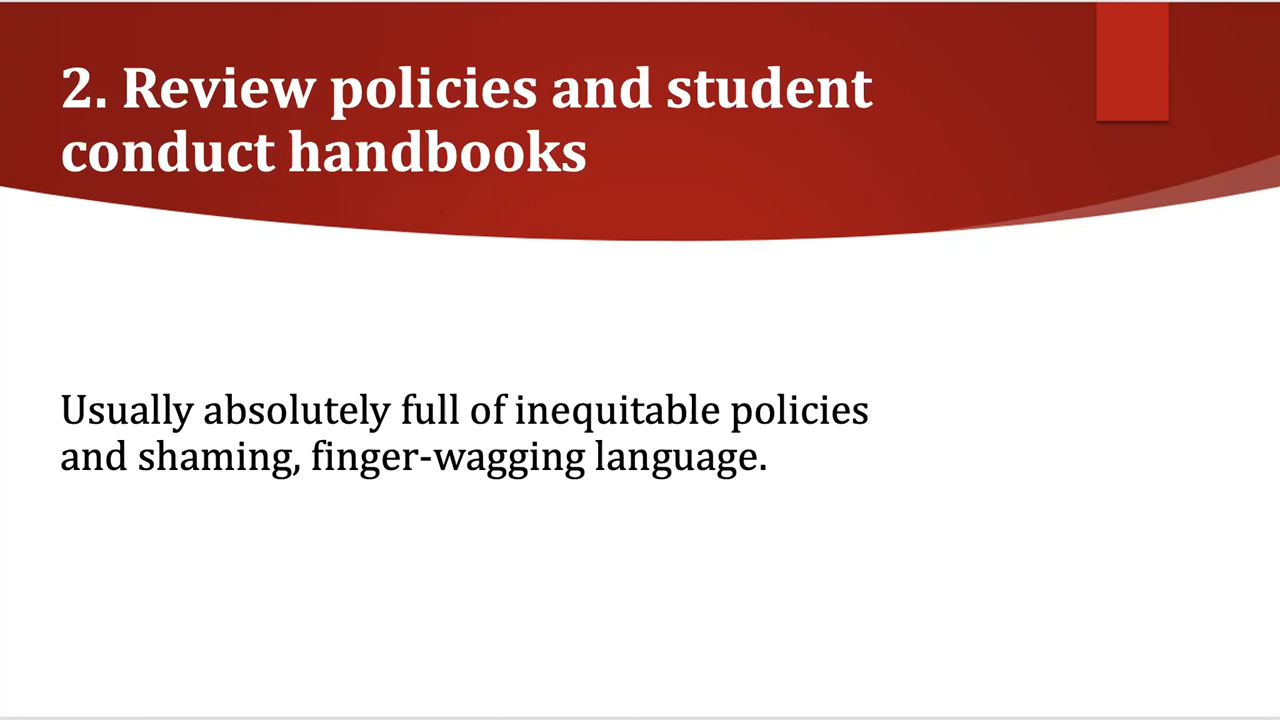 2. Review policies and student
conduct handbooks
Usually absolutely full of inequitable policies
and shaming, finger-wagging language.